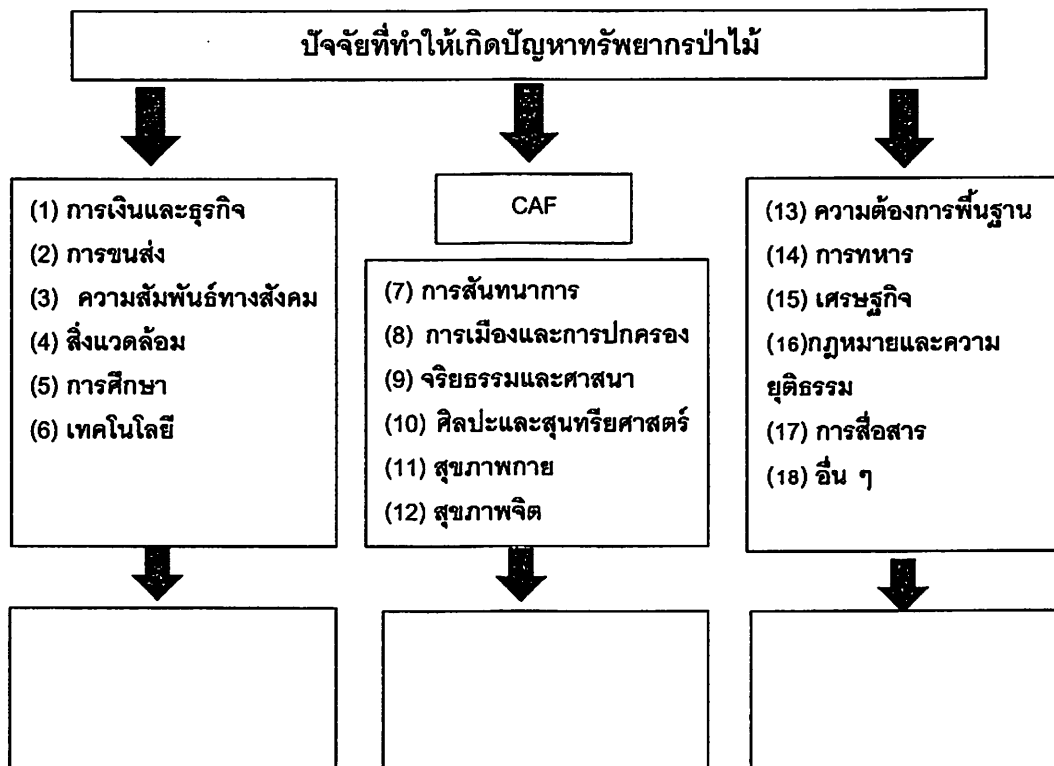 ปัจจัยที่ทำให้เกิดปัญหาทรัพยากรป่าไม้
(1) การเงินและธุรกิจ
(2) การขนส่ง
(3) ความสัมพันธ์ทางสังคม
(4) สิ่งแวดล้อม
(5) การศึกษา
(6) เทคโนโลยี
CAF
(7) การสันทนาการ
(8) การเมืองและการปกครอง
(9) จริยธรรมและศาสนา
(10) ศิลปะและสุนทรียศาสตร์
(11) สุขภาพกาย
(12) สุขภาพจิต
(13) ความต้องการพื้นฐาน
(14) การทหาร
(15) เศรษฐกิจ
(16)กฎหมายและความ
ยุติธรรม
(17) การสื่อสาร
(18) อื่น ๆ